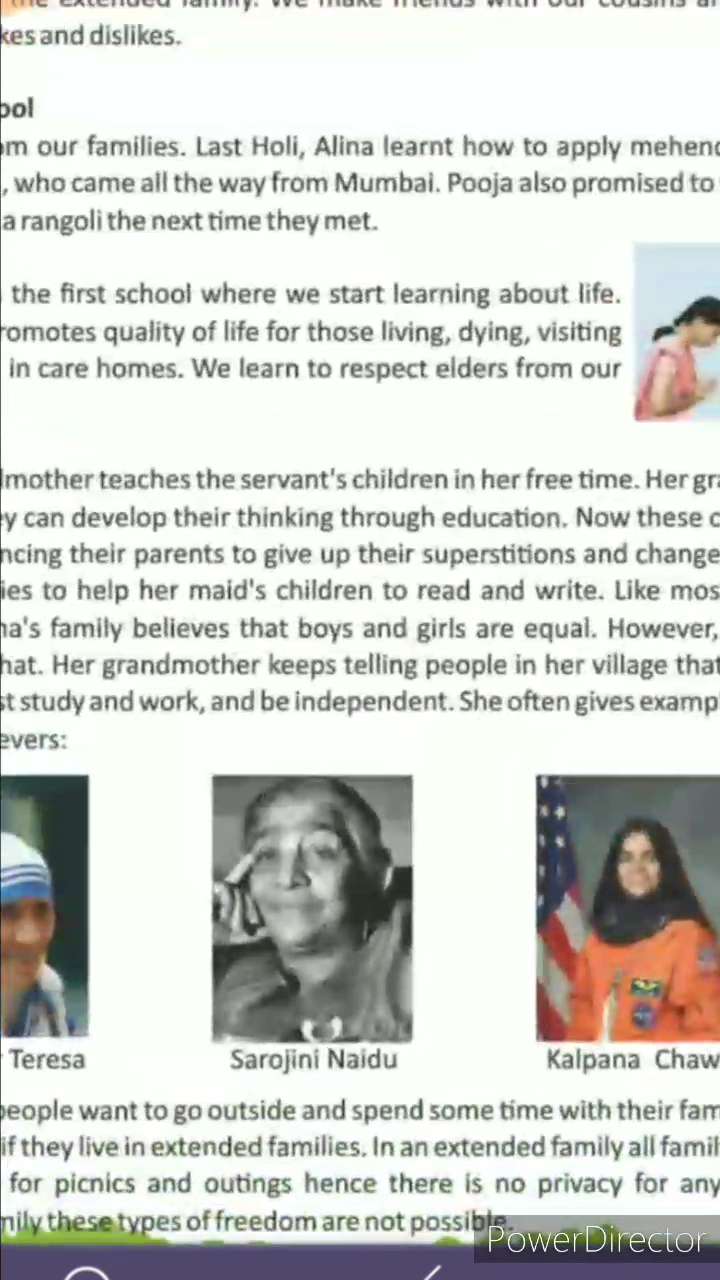 kes and dislikes.
ool
om our families. Last Holi, Alina learnt how to apply mehend
, who came all the way from Mumbai. Pooja also promised to
a rangoli the next time they met.
the first school where we start learning about life.
romotes quality of life for those living, dying, visiting
in care homes. We learn to respect elders from our
dmother teaches the servant's children in her free time. Her gra
ey can develop their thinking through education. Now these c
ncing their parents to give up their superstitions and change
ies to help her maid's children to read and write. Like mos
na's family believes that boys and girls are equal. However,
hat. Her grandmother keeps telling people in her village that
st study and work, and be independent. She often gives examp
evers:
Teresa
Sarojini Naidu
Kalpana Chaw
people want to go outside and spend some time with their fam
if they live in extended families. In an extended family all famil
for picnics and outings hence there is no privacy for any
mily these types of freedom are not possible.
PowerDirector